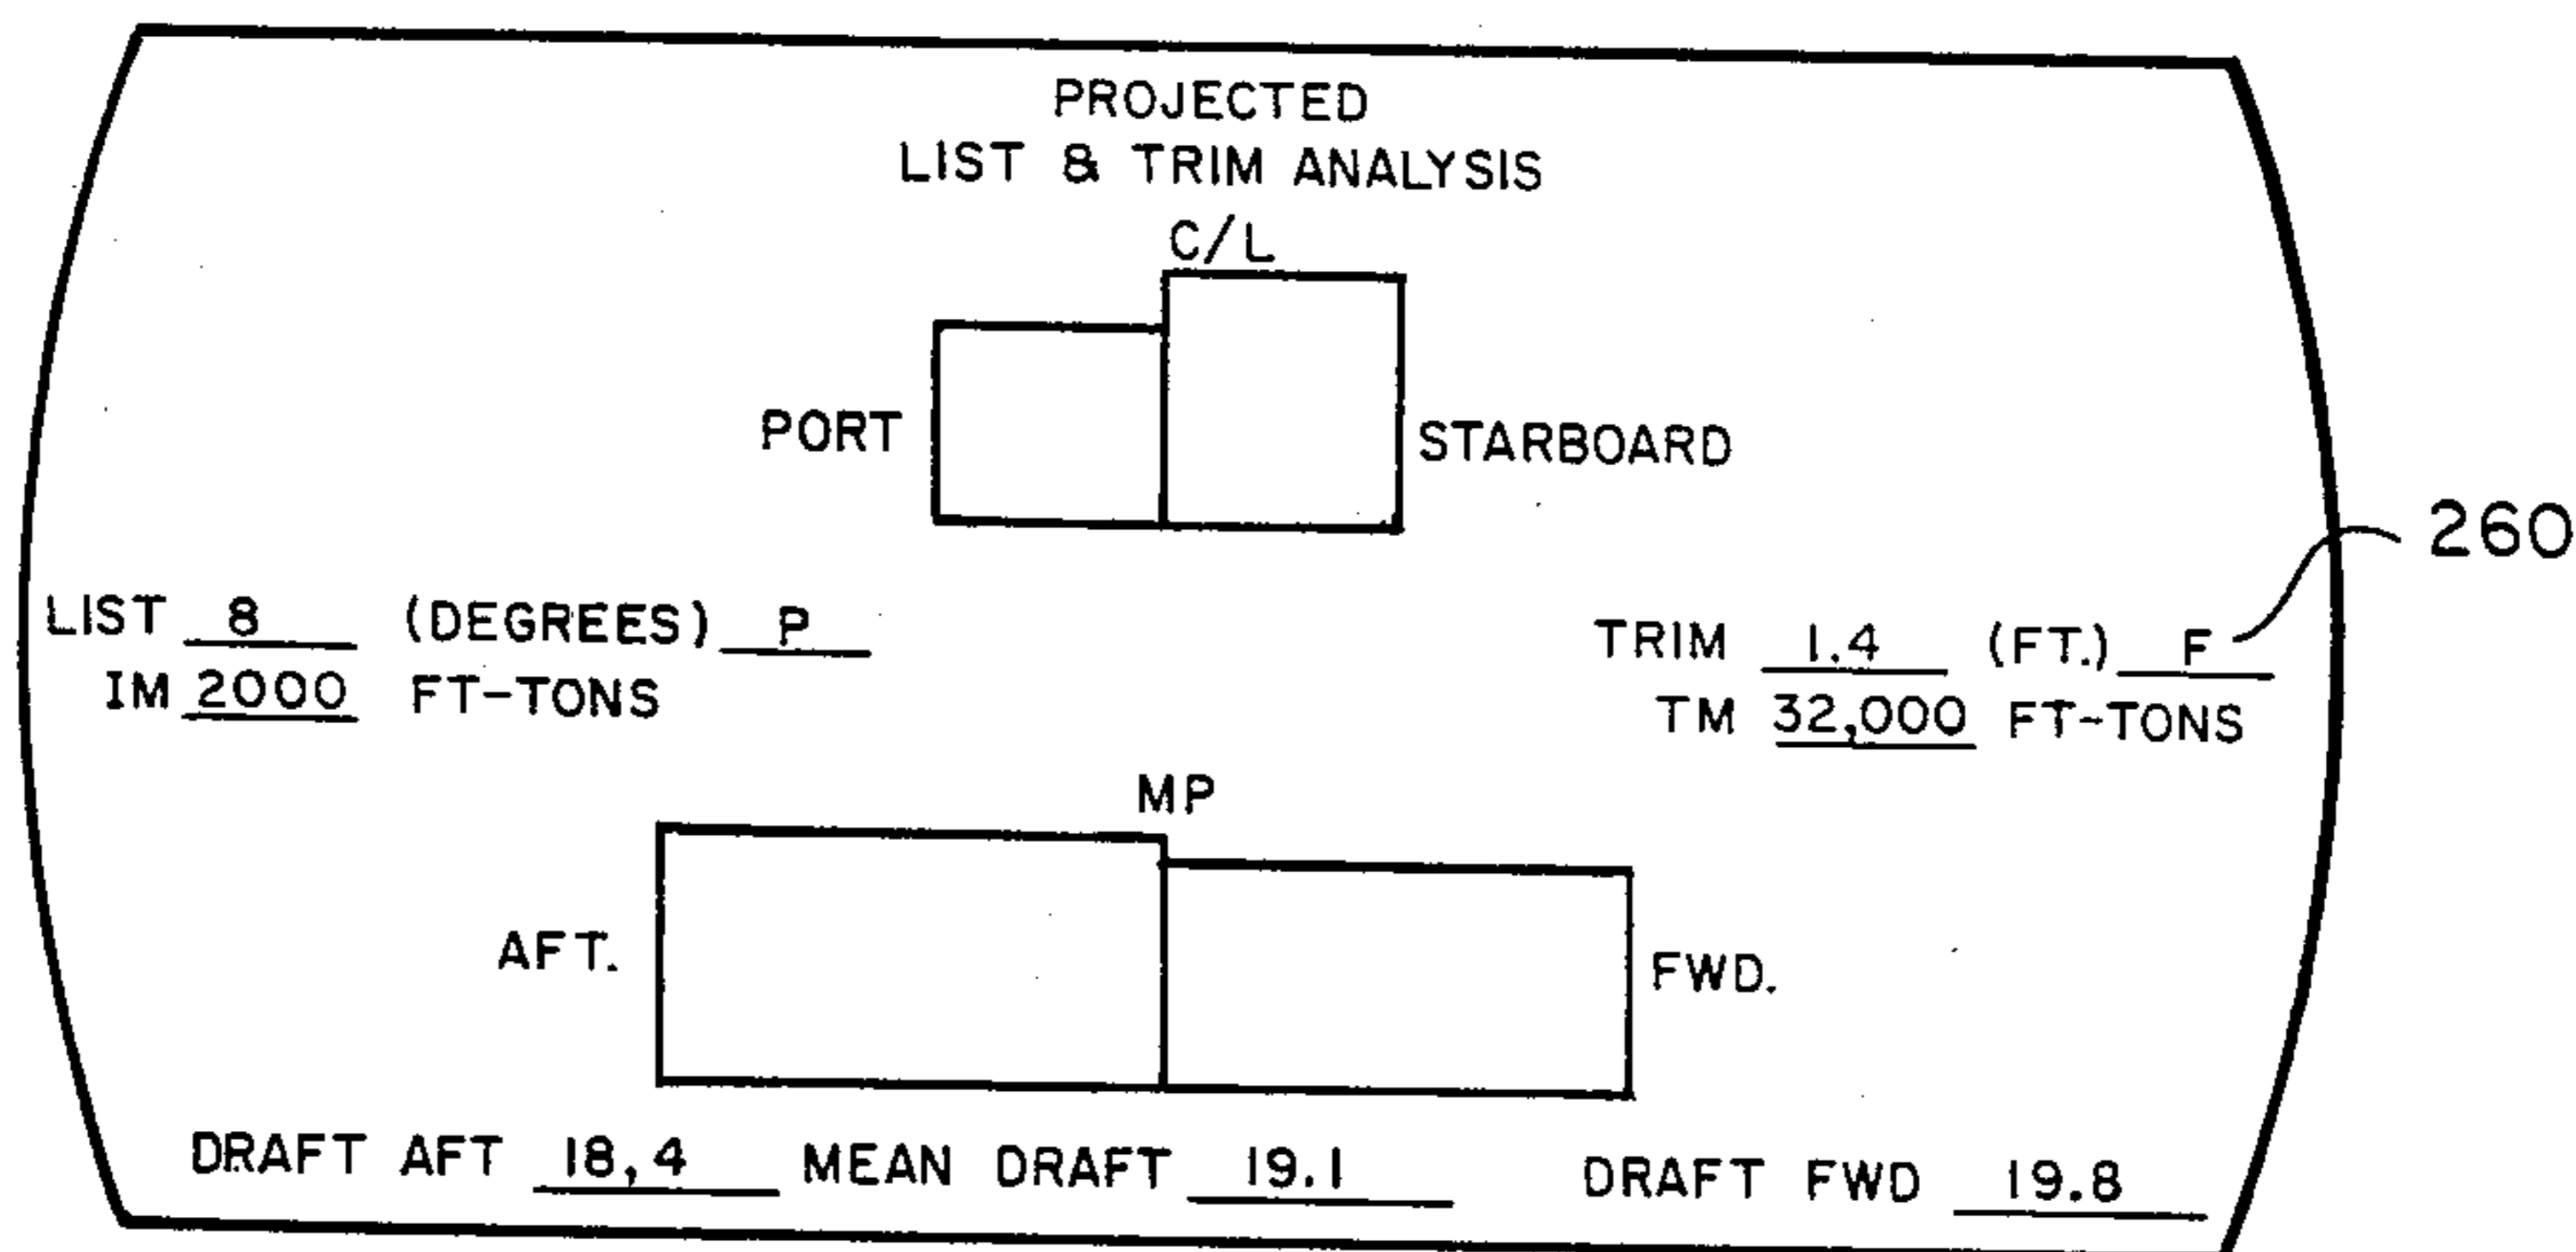 PROJECTED
LIST & TRIM ANALYSIS
C/L
PORT STARBOARD
260
LIST 8 (DEGREES) P TRIM 1.4 (FT.) F
IM 2000 FT-TONS TM 32,000 FT-TONS
MP
AFT. FWD.
DRAFT AFT 18,4 MEAN DRAFT 19.1 DRAFT FWD 19.8